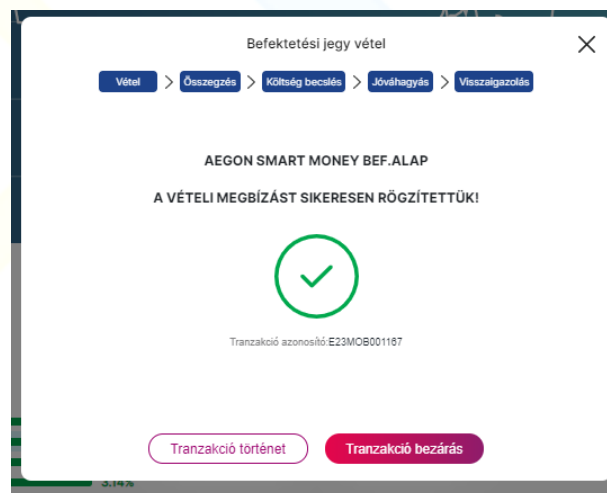 Befektetési jegy vétel
Vétel > Összegzés > Költség becslés > Jóváhagyás > Visszaigazolás
AEGON SMART MONEY BEF.ALAP
A VÉTELI MEGBÍZÁST SIKERESEN RÖGZÍTETTÜK!
Tranzakció azonosító:E23MOB001167
Tranzakció történet Tranzakció bezárás
3.14%